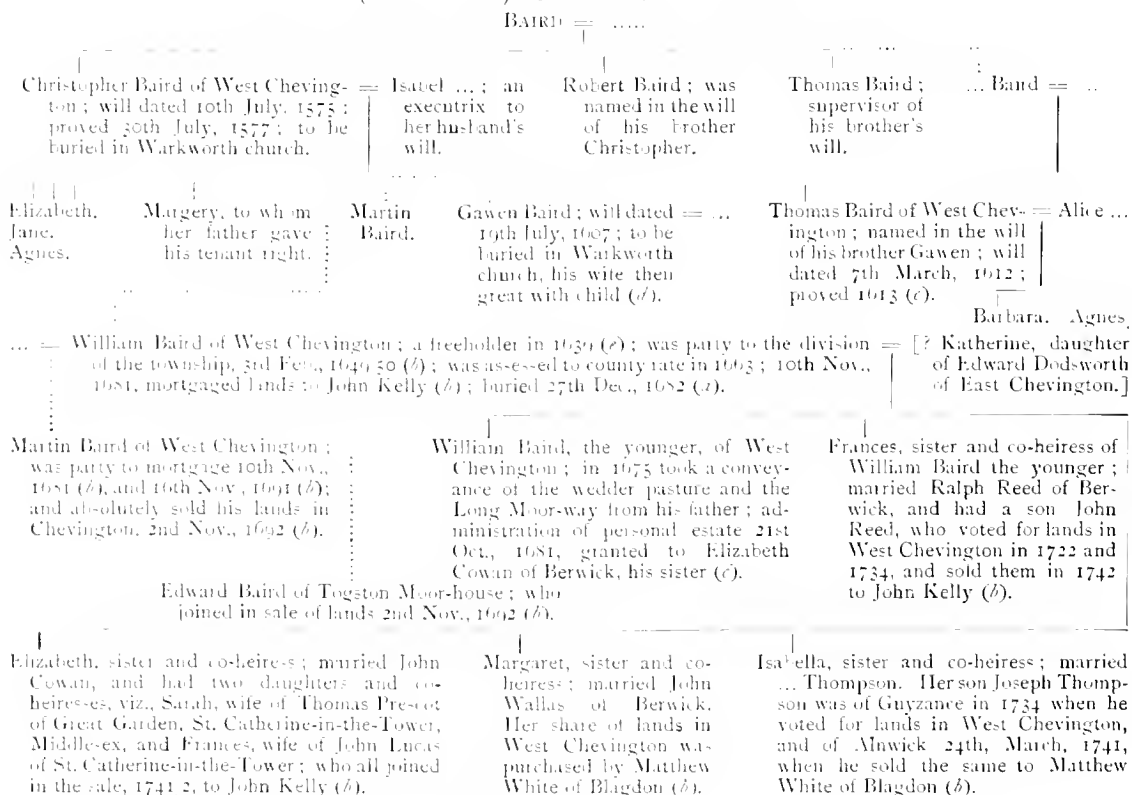 BAIRD = .....
Christopher Baird of West Cheving-
ton ; will dated 10th July, 1575 ;
proved 30th July, 1577 ; to be
buried in Warkworth church.
= Isabel ... ; an
executrix to
her husband's
will.
Robert Baird ; was
named in the will
of his brother
Christopher.
Thomas Baird ;
supervisor of
his brother's
will.
... Baird = ..
Elizabeth.
Jane.
Agnes.
Margery, to whom
her father gave
his tenant right.
Martin
Baird.
Gawen Baird ; will dated = ...
19th July, 1607 ; to be
buried in Warkworth
church, his wife then
great with child (d).
Thomas Baird of West Chev- = Alice ...
ington ; named in the will
of his brother Gawen ; will
dated 7th March, 1612 ;
proved 1613 (c).
Barbara. Agnes.
... = William Baird of West Chevington ; a freeholder in 1639 (e) ; was party to the division
of the township, 3rd Feb., 1649/50 (b) ; was assessed to county rate in 1663 ; 10th Nov.,
1681, mortgaged lands to John Kelly (b) ; buried 27th Dec., 1682 (a).
= [? Katherine, daughter
of Edward Dodsworth
of East Chevington.]
Martin Baird of West Chevington ;
was party to mortgage 10th Nov.,
1681 (b), and 16th Nov., 1691 (b) ;
and absolutely sold his lands in
Chevington, 2nd Nov., 1692 (b).
William Baird, the younger, of West
Chevington ; in 1675 took a convey-
ance of the wedder pasture and the
Long Moor-way from his father ; ad-
ministration of personal estate 21st
Oct., 1681, granted to Elizabeth
Cowan of Berwick, his sister (c).
Frances, sister and co-heiress of
William Baird the younger ;
married Ralph Reed of Ber-
wick, and had a son John
Reed, who voted for lands in
West Chevington in 1722 and
1734, and sold them in 1742
to John Kelly (b).
Edward Baird of Togston Moor-house ; who
joined in sale of lands 2nd Nov., 1692 (b).
Elizabeth, sister and co-heiress ; married John
Cowan, and had two daughters and co-
heiresses, viz., Sarah, wife of Thomas Prescot
of Great Garden, St. Catherine-in-the-Tower,
Middlesex, and Frances, wife of John Lucas
of St. Catherine-in-the-Tower ; who all joined
in the sale, 1741/2, to John Kelly (b).
Margaret, sister and co-
heiress ; married John
Wallas of Berwick.
Her share of lands in
West Chevington was
purchased by Matthew
White of Blagdon (b).
Isabella, sister and co-heiress ; married
... Thompson. Her son Joseph Thomp-
son was of Guyzance in 1734 when he
voted for lands in West Chevington,
and of Alnwick 24th, March, 1741,
when he sold the same to Matthew
White of Blagdon (b).